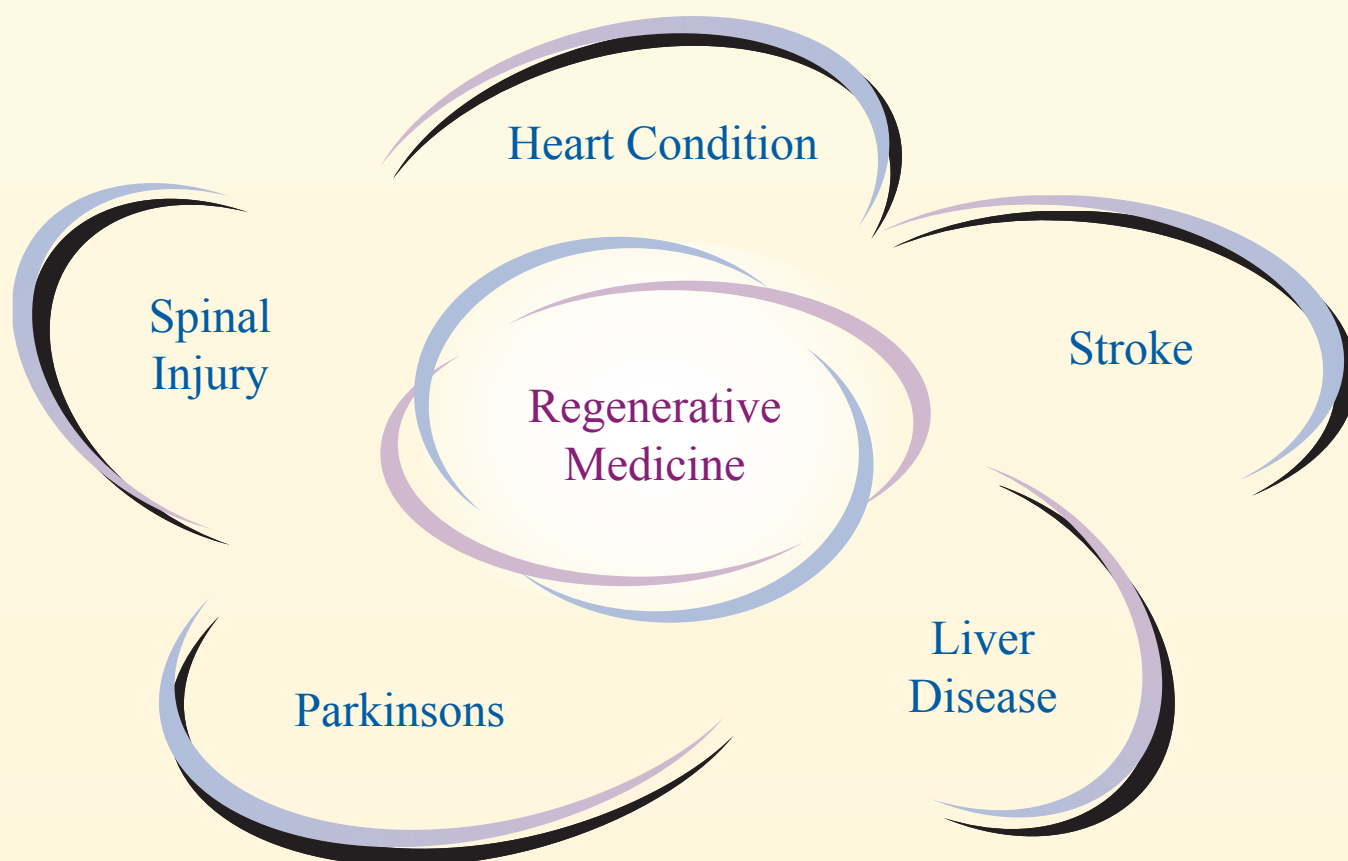 Heart Condition
Spinal
Injury
Stroke
Regenerative
Medicine
Liver
Disease
Parkinsons